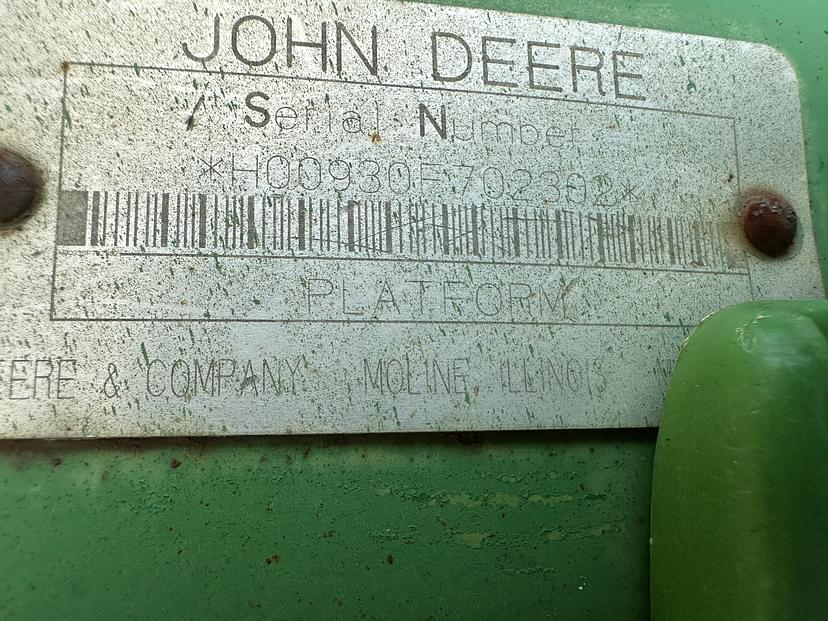 JOHN DEERE
Serial Number
*H00930F702302*
PLATFORM
EERE & COMPANY MOLINE, ILLINOIS